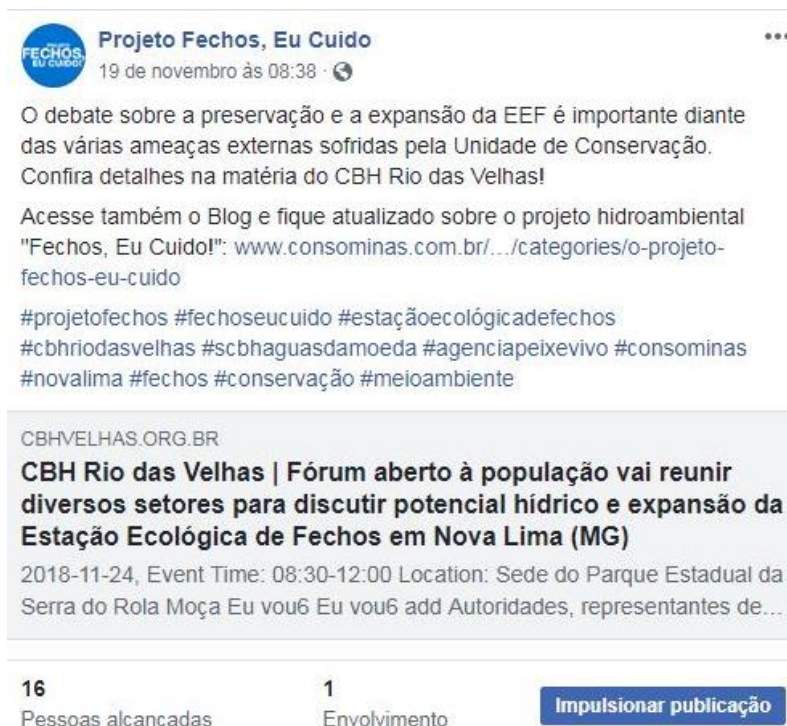 PROJETO
FECHOS,
EU CUIDO!
Projeto Fechos, Eu Cuido
19 de novembro às 08:38 ·
O debate sobre a preservação e a expansão da EEF é importante diante
das várias ameaças externas sofridas pela Unidade de Conservação.
Confira detalhes na matéria do CBH Rio das Velhas!
Acesse também o Blog e fique atualizado sobre o projeto hidroambiental
"Fechos, Eu Cuido!": www.consominas.com.br/.../categories/o-projeto-
fechos-eu-cuido
#projetofechos #fechoseucuido #estaçãoecológicadefechos
#cbhriodasvelhas #scbhaguasdamoeda #agenciapeixevivo #consominas
#novalima #fechos #conservação #meioambiente
CBHVELHAS.ORG.BR
CBH Rio das Velhas | Fórum aberto à população vai reunir
diversos setores para discutir potencial hídrico e expansão da
Estação Ecológica de Fechos em Nova Lima (MG)
2018-11-24, Event Time: 08:30-12:00 Location: Sede do Parque Estadual da
Serra do Rola Moça Eu vou6 Eu vou6 add Autoridades, representantes de...
16
Pessoas alcançadas
1
Envolvimento
Impulsionar publicação